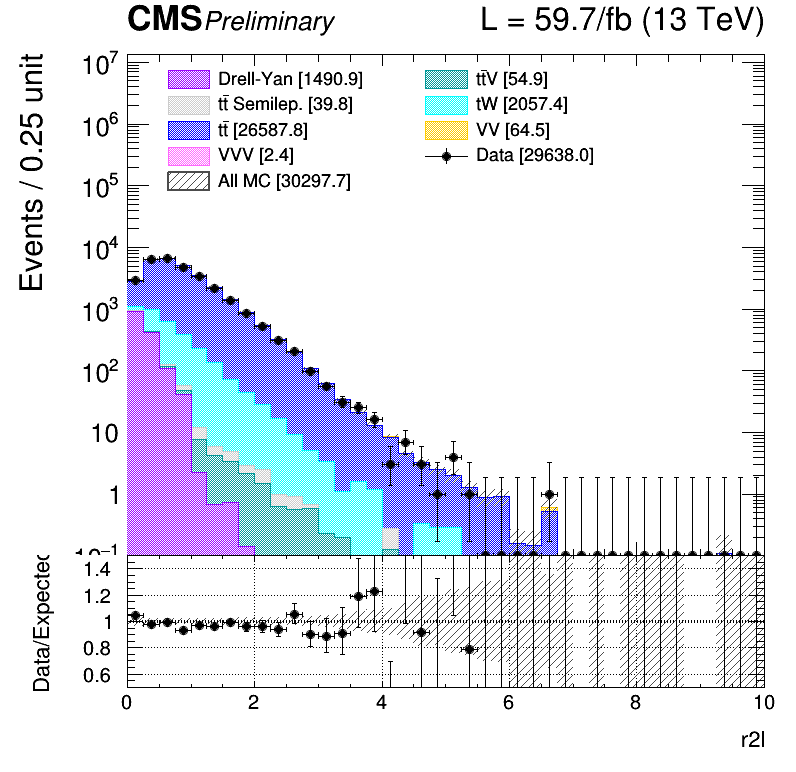 CMS Preliminary L = 59.7/fb (13 TeV)
Events / 0.25 unit
10⁷
10⁶
10⁵
10⁴
10³
10²
10
1
10⁻¹
Drell-Yan [1490.9]
tt̄ Semilep. [39.8]
tt̄ [26587.8]
VVV [2.4]
All MC [30297.7]
tt̄V [54.9]
tW [2057.4]
VV [64.5]
Data [29638.0]
Data/Expected
1.4
1.2
1
0.8
0.6
0 2 4 6 8 10
r2l